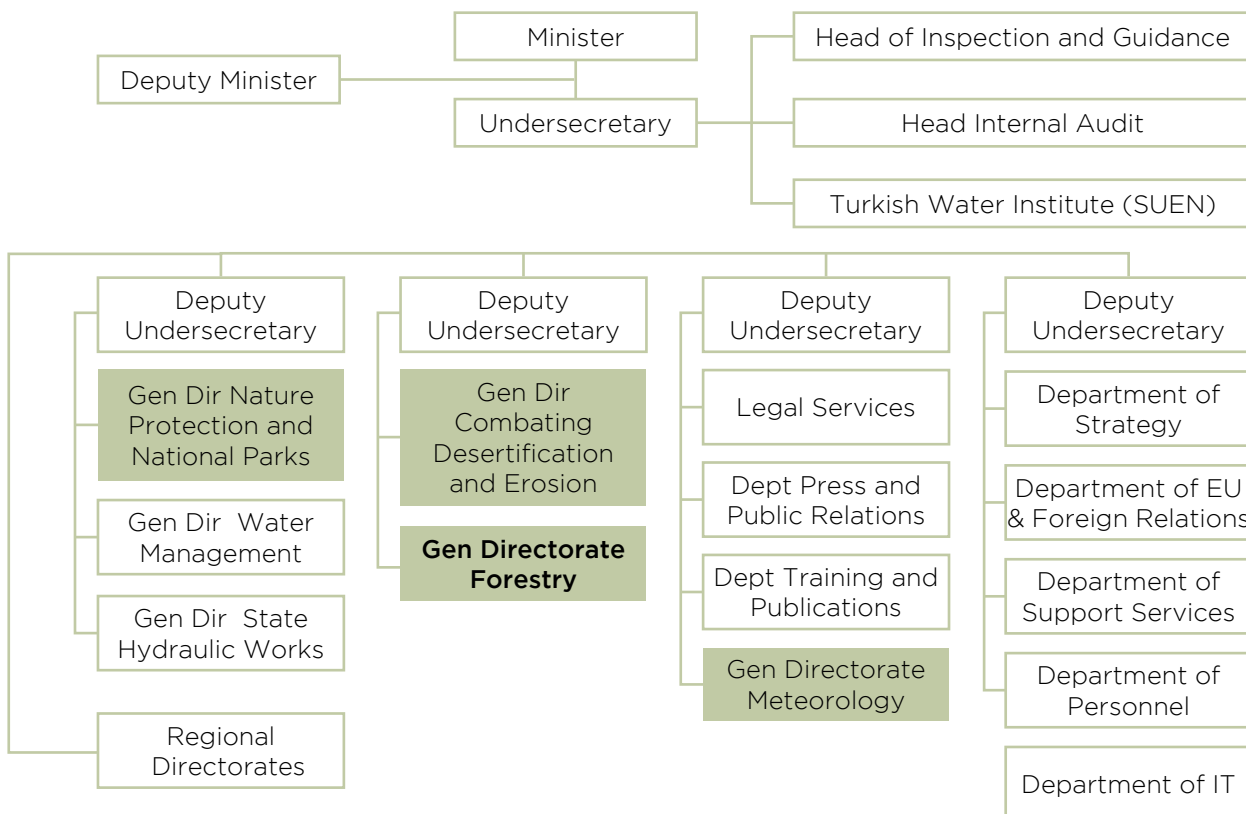 Minister
Head of Inspection and Guidance
Deputy Minister
Undersecretary
Head Internal Audit
Turkish Water Institute (SUEN)
Deputy
Undersecretary
Gen Dir Nature
Protection and
National Parks
Gen Dir Water
Management
Gen Dir State
Hydraulic Works
Regional
Directorates
Deputy
Undersecretary
Gen Dir
Combating
Desertification
and Erosion
Gen Directorate
Forestry
Deputy
Undersecretary
Legal Services
Dept Press and
Public Relations
Dept Training and
Publications
Gen Directorate
Meteorology
Deputy
Undersecretary
Department of
Strategy
Department of EU
& Foreign Relations
Department of
Support Services
Department of
Personnel
Department of IT